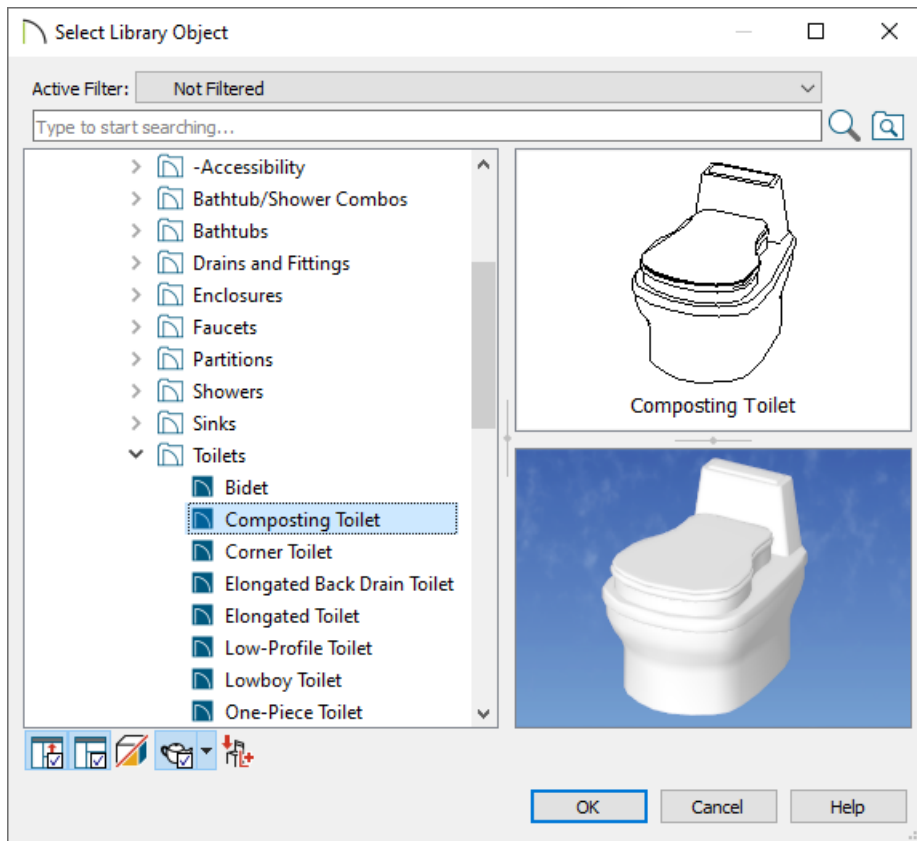 Select Library Object
Active Filter: Not Filtered
Type to start searching...
-Accessibility
Bathtub/Shower Combos
Bathtubs
Drains and Fittings
Enclosures
Faucets
Partitions
Showers
Sinks
Toilets
Bidet
Composting Toilet
Corner Toilet
Elongated Back Drain Toilet
Elongated Toilet
Low-Profile Toilet
Lowboy Toilet
One-Piece Toilet
Composting Toilet
OK
Cancel
Help